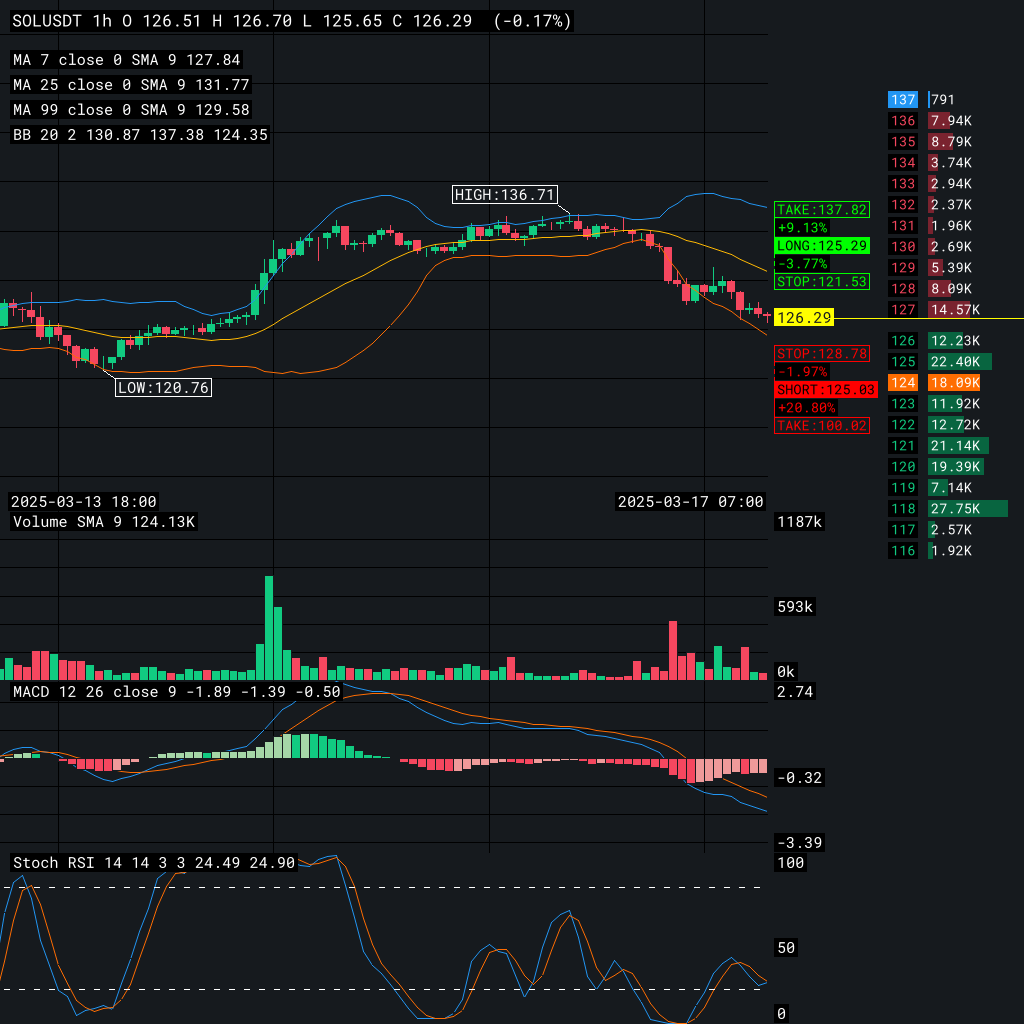 SOLUSDT 1h O 126.51 H 126.70 L 125.65 C 126.29 (-0.17%)
MA 7 close 0 SMA 9 127.84
MA 25 close 0 SMA 9 131.77
MA 99 close 0 SMA 9 129.58
BB 20 2 130.87 137.38 124.35
HIGH:136.71
LOW:120.76
TAKE:137.82
+9.13%
LONG:125.29
-3.77%
STOP:121.53
126.29
STOP:128.78
-1.97%
SHORT:125.03
+20.80%
TAKE:100.02
137 791
136 7.94K
135 8.79K
134 3.74K
133 2.94K
132 2.37K
131 1.96K
130 2.69K
129 5.39K
128 8.09K
127 14.57K
126 12.23K
125 22.40K
124 18.09K
123 11.92K
122 12.72K
121 21.14K
120 19.39K
119 7.14K
118 27.75K
117 2.57K
116 1.92K
2025-03-13 18:00
2025-03-17 07:00
Volume SMA 9 124.13K
1187k
593k
0k
MACD 12 26 close 9 -1.89 -1.39 -0.50
2.74
-0.32
-3.39
Stoch RSI 14 14 3 3 24.49 24.90
100
50
0